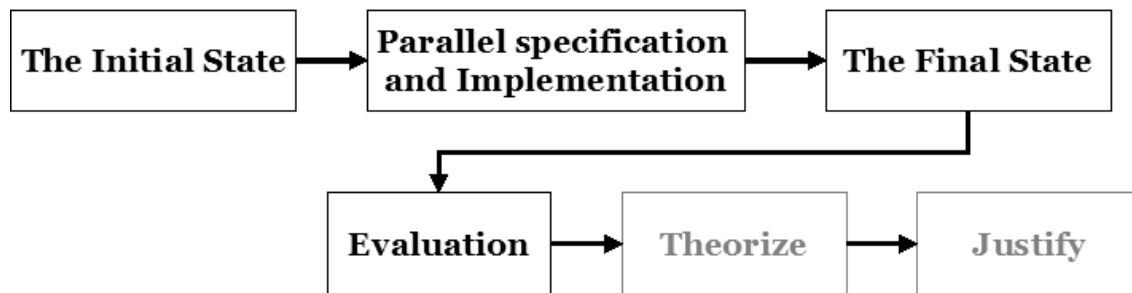 The Initial State
Parallel specification
and Implementation
The Final State
Evaluation
Theorize
Justify